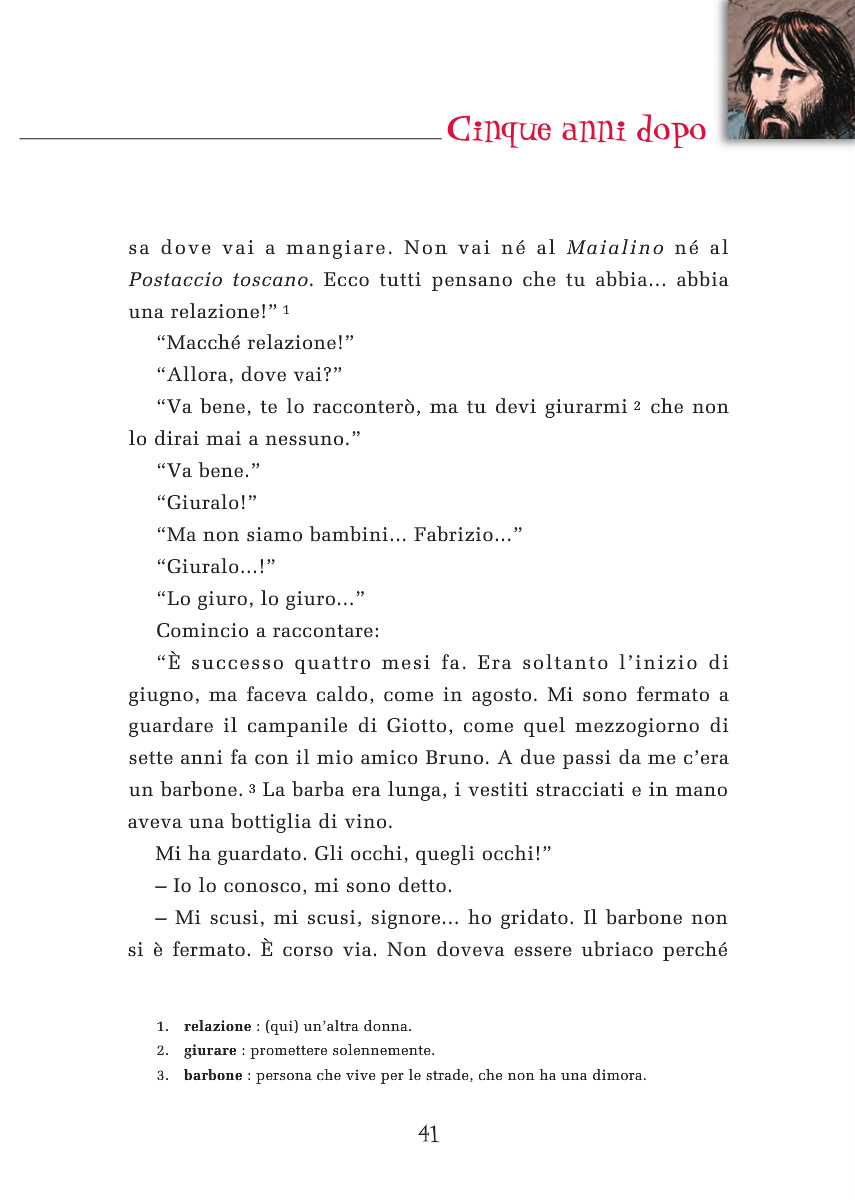 Cinque anni dopo
sa dove vai a mangiare. Non vai né al Maialino né al
Postaccio toscano. Ecco tutti pensano che tu abbia... abbia
una relazione!” 1
“Macché relazione!”
“Allora, dove vai?”
“Va bene, te lo racconterò, ma tu devi giurarmi 2 che non
lo dirai mai a nessuno.”
“Va bene.”
“Giuralo!”
“Ma non siamo bambini... Fabrizio...”
“Giuralo...!”
“Lo giuro, lo giuro...”
Comincio a raccontare:
“È successo quattro mesi fa. Era soltanto l’inizio di
giugno, ma faceva caldo, come in agosto. Mi sono fermato a
guardare il campanile di Giotto, come quel mezzogiorno di
sette anni fa con il mio amico Bruno. A due passi da me c’era
un barbone. 3 La barba era lunga, i vestiti stracciati e in mano
aveva una bottiglia di vino.
Mi ha guardato. Gli occhi, quegli occhi!”
– Io lo conosco, mi sono detto.
– Mi scusi, mi scusi, signore... ho gridato. Il barbone non
si è fermato. È corso via. Non doveva essere ubriaco perché
1. relazione : (qui) un’altra donna.
2. giurare : promettere solennemente.
3. barbone : persona che vive per le strade, che non ha una dimora.
41